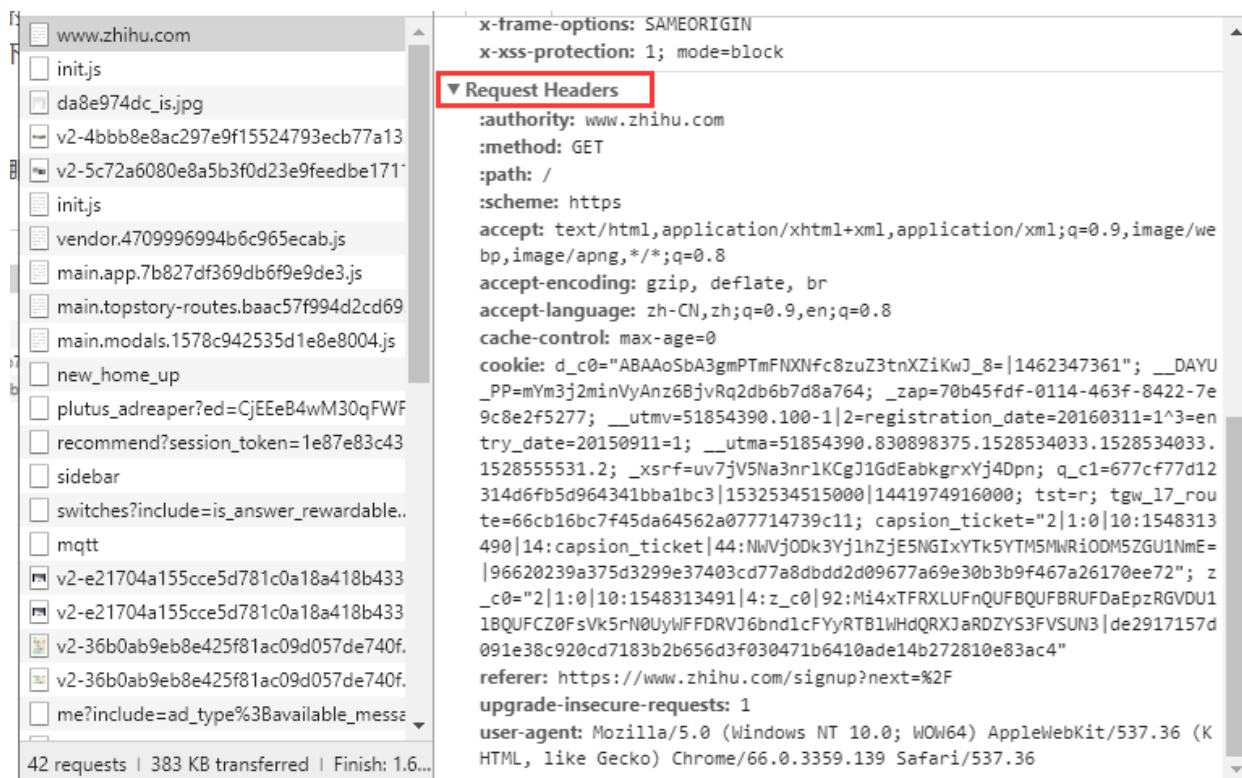 www.zhihu.com
init.js
da8e974dc_is.jpg
v2-4bbb8e8ac297e9f15524793ecb77a13
v2-5c72a6080e8a5b3f0d23e9feedbe171
init.js
vendor.4709996994b6c965ecab.js
main.app.7b827df369db6f9e9de3.js
main.topstory-routes.baac57f994d2cd69
main.modals.1578c942535d1e8e8004.js
new_home_up
plutus_adreaper?ed=CjEEeB4wM30qFWF
recommend?session_token=1e87e83c43
sidebar
switches?include=is_answer_rewardable..
mqtt
v2-e21704a155cce5d781c0a18a418b433
v2-e21704a155cce5d781c0a18a418b433
v2-36b0ab9eb8e425f81ac09d057de740f.
v2-36b0ab9eb8e425f81ac09d057de740f.
me?include=ad_type%3Bavailable_messa
42 requests | 383 KB transferred | Finish: 1.6...
x-frame-options: SAMEORIGIN
x-xss-protection: 1; mode=block
▼ Request Headers
:authority: www.zhihu.com
:method: GET
:path: /
:scheme: https
accept: text/html,application/xhtml+xml,application/xml;q=0.9,image/we
bp,image/apng,*/*;q=0.8
accept-encoding: gzip, deflate, br
accept-language: zh-CN,zh;q=0.9,en;q=0.8
cache-control: max-age=0
cookie: d_c0="ABAAoSbA3gmPTmFNXNfc8zuZ3tnXZiKwJ_8=|1462347361"; __DAYU
_PP=mYm3j2minVyAnz6BjvRq2db6b7d8a764; _zap=70b45fdf-0114-463f-8422-7e
9c8e2f5277; __utmv=51854390.100-1|2=registration_date=20160311=1^3=en
try_date=20150911=1; __utma=51854390.830898375.1528534033.1528534033.
1528555531.2; _xsrf=uv7jV5Na3nrlKCgJ1GdEabkgrxYj4Dpn; q_c1=677cf77d12
314d6fb5d964341bba1bc3|1532534515000|1441974916000; tst=r; tgw_l7_rou
te=66cb16bc7f45da64562a077714739c11; capsion_ticket="2|1:0|10:1548313
490|14:capsion_ticket|44:NWVjODk3YjlhZjE5NGIxYTk5YTM5MWRiODM5ZGU1NmE=
|96620239a375d3299e37403cd77a8dbdd2d09677a69e30b3b9f467a26170ee72"; z
_c0="2|1:0|10:1548313491|4:z_c0|92:Mi4xTFRXLUFnQUFBQUFBRUFDaEpzRGVDU1
lBQUFCZ0FsVk5rN0UyWFFDRVJ6bndlcFYyRTBlWHdQRXJaRDZYS3FVSUN3|de2917157d
091e38c920cd7183b2b656d3f030471b6410ade14b272810e83ac4"
referer: https://www.zhihu.com/signup?next=%2F
upgrade-insecure-requests: 1
user-agent: Mozilla/5.0 (Windows NT 10.0; WOW64) AppleWebKit/537.36 (K
HTML, like Gecko) Chrome/66.0.3359.139 Safari/537.36